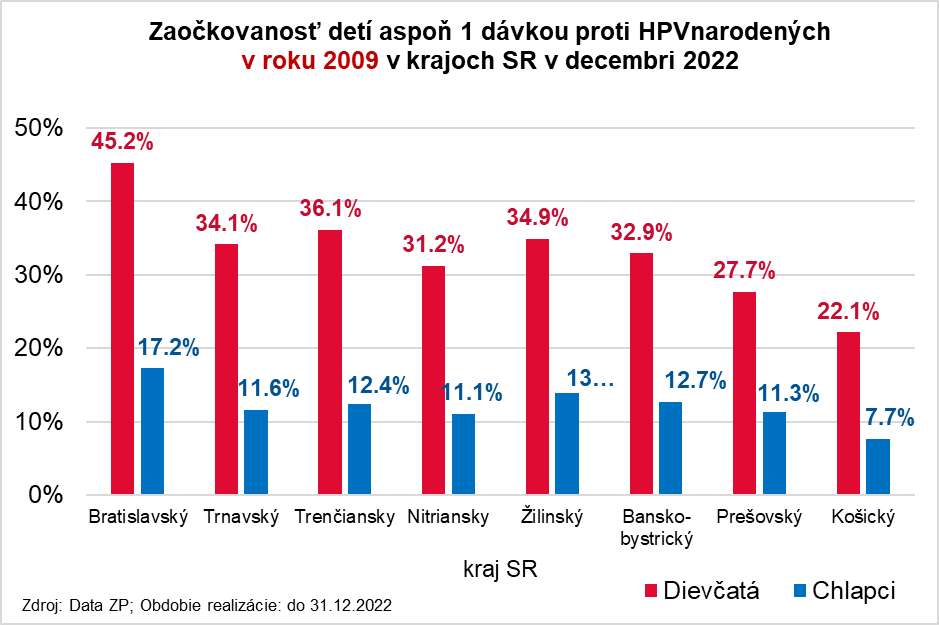 Zaočkovanosť detí aspoň 1 dávkou proti HPVnarodených
v roku 2009 v krajoch SR v decembri 2022
50%
40%
30%
20%
10%
0%
45.2%
34.1%
36.1%
31.2%
34.9%
32.9%
27.7%
22.1%
17.2%
11.6%
12.4%
11.1%
13...
12.7%
11.3%
7.7%
Bratislavský
Trnavský
Trenčiansky
Nitriansky
Žilinský
Bansko-
bystrický
Prešovský
Košický
kraj SR
Dievčatá
Chlapci
Zdroj: Data ZP; Obdobie realizácie: do 31.12.2022